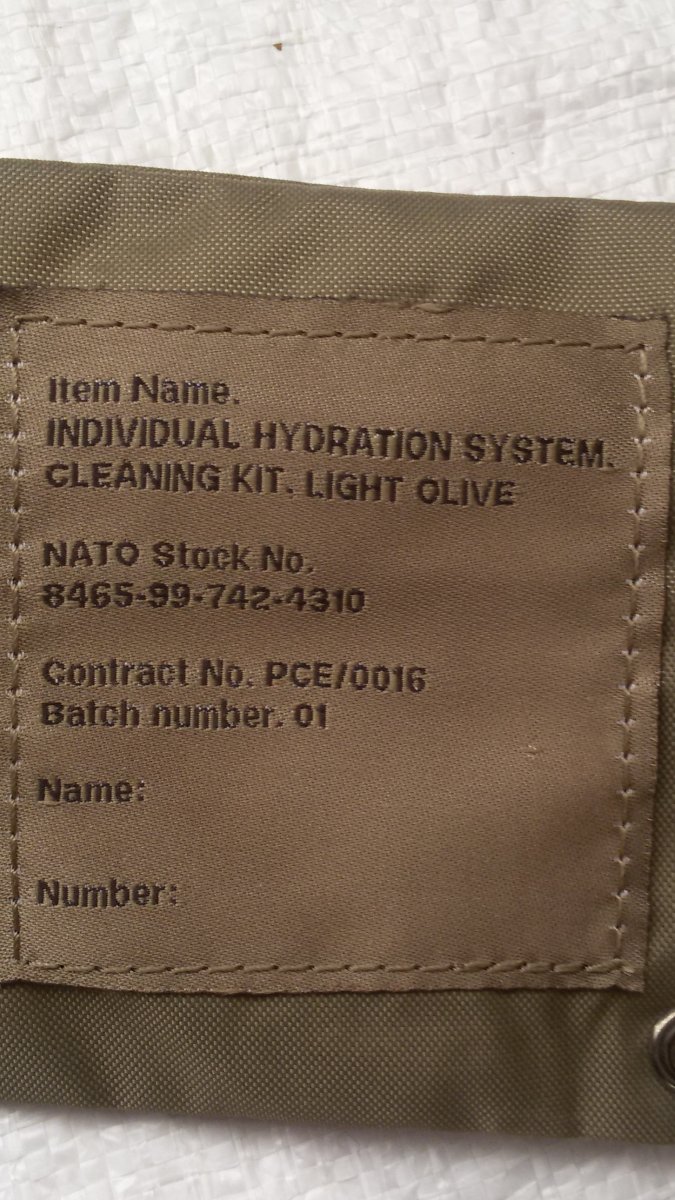 Item Name.
INDIVIDUAL HYDRATION SYSTEM.
CLEANING KIT. LIGHT OLIVE
NATO Stock No.
8465-99-742-4310
Contract No. PCE/0016
Batch number. 01
Name:
Number: